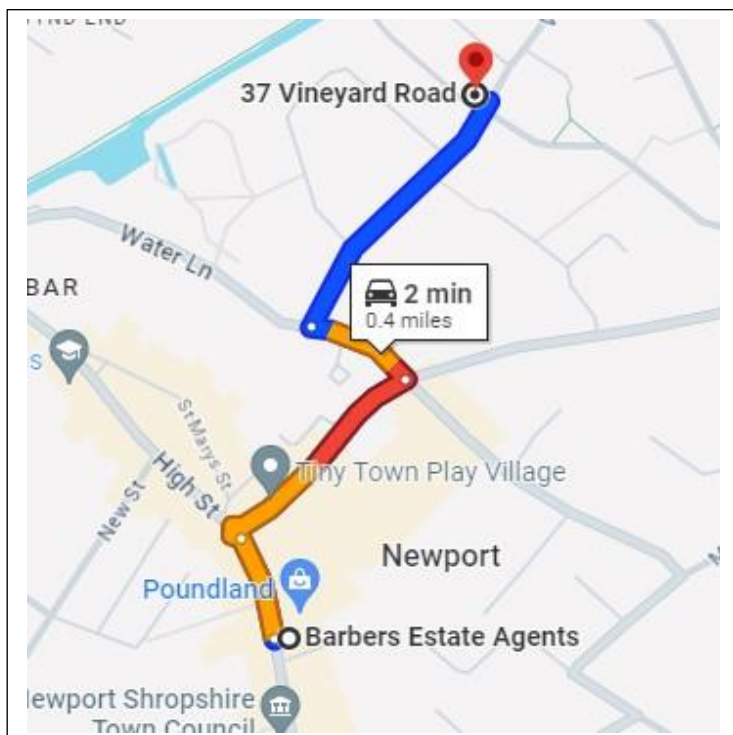 37 Vineyard Road
Water Ln
BAR
2 min
0.4 miles
St Marys St
High St
New St
Tiny Town Play Village
Newport
Poundland
Barbers Estate Agents
ewport Shropshire
Town Council